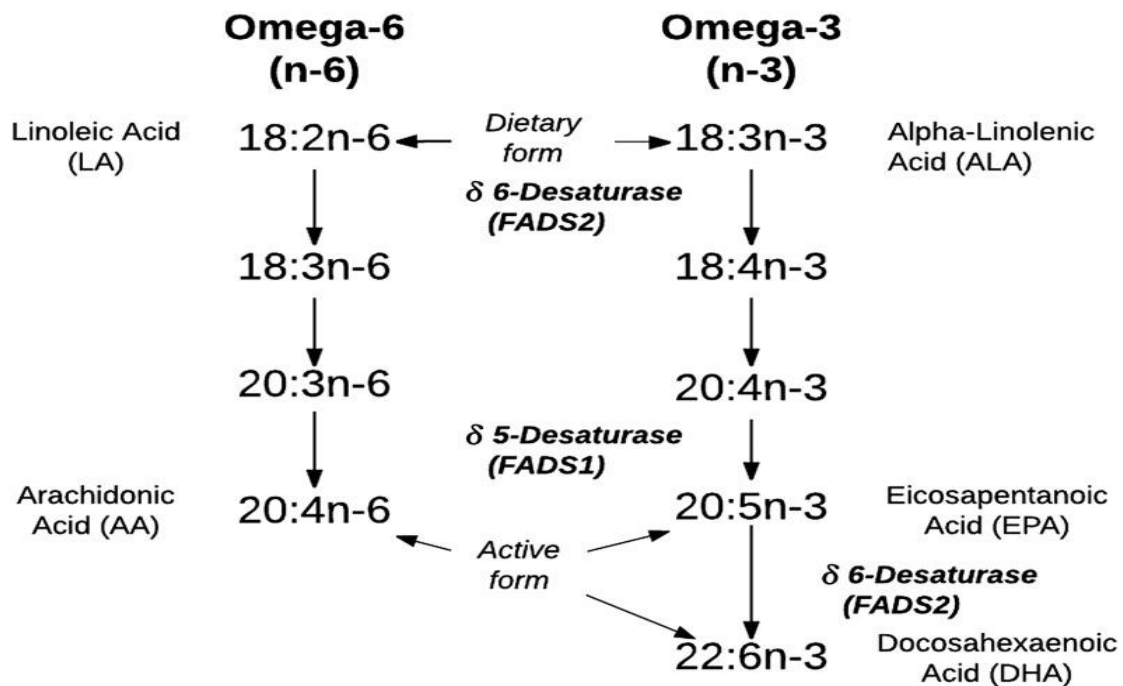 Omega-6
(n-6)
Omega-3
(n-3)
Linoleic Acid
(LA)
18:2n-6
Dietary
form
18:3n-3
Alpha-Linolenic
Acid (ALA)
δ 6-Desaturase
(FADS2)
18:3n-6
18:4n-3
20:3n-6
20:4n-3
δ 5-Desaturase
(FADS1)
Arachidonic
Acid (AA)
20:4n-6
20:5n-3
Eicosapentanoic
Acid (EPA)
Active
form
δ 6-Desaturase
(FADS2)
22:6n-3
Docosahexaenoic
Acid (DHA)